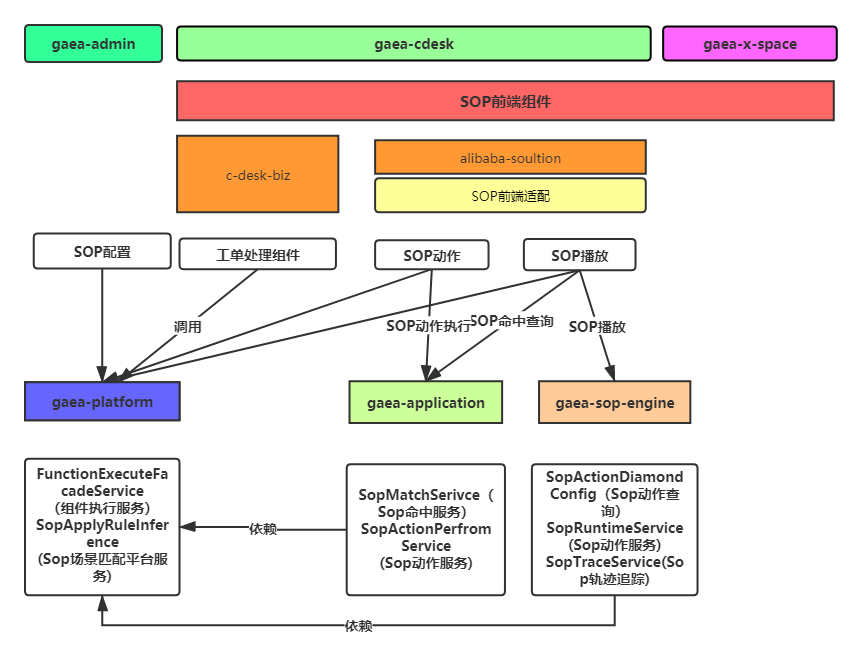 gaea-admin
gaea-cdesk
gaea-x-space
SOP前端组件
c-desk-biz
alibaba-soultion
SOP前端适配
SOP配置
工单处理组件
SOP动作
SOP播放
调用
SOP动作执行
SOP命中查询
SOP播放
gaea-platform
gaea-application
gaea-sop-engine
FunctionExecuteFa
cadeService
(组件执行服务)
SopApplyRuleInfer
ence
(Sop场景匹配平台服
务)
依赖
SopMatchSerivce（
Sop命中服务）
SopActionPerfrom
Service
(Sop动作服务)
SopActionDiamond
Config（Sop动作查
询）
SopRuntimeService
(Sop动作服务)
SopTraceService(So
p轨迹追踪)
依赖